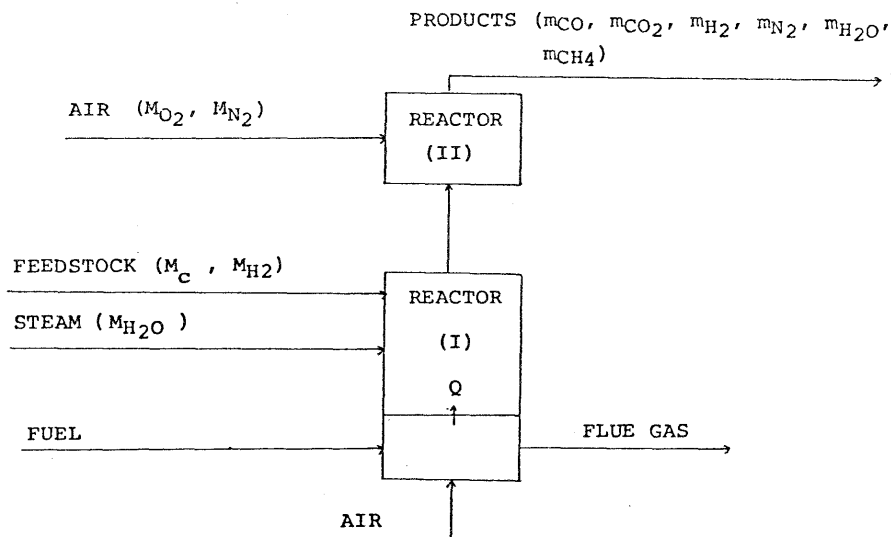 PRODUCTS (mCO, mCO2, mH2, mN2, mH2O,
mCH4)
AIR (MO2, MN2)
REACTOR
(II)
FEEDSTOCK (Mc , MH2)
REACTOR
STEAM ( MH2O )
(I)
Q
FUEL
FLUE GAS
AIR